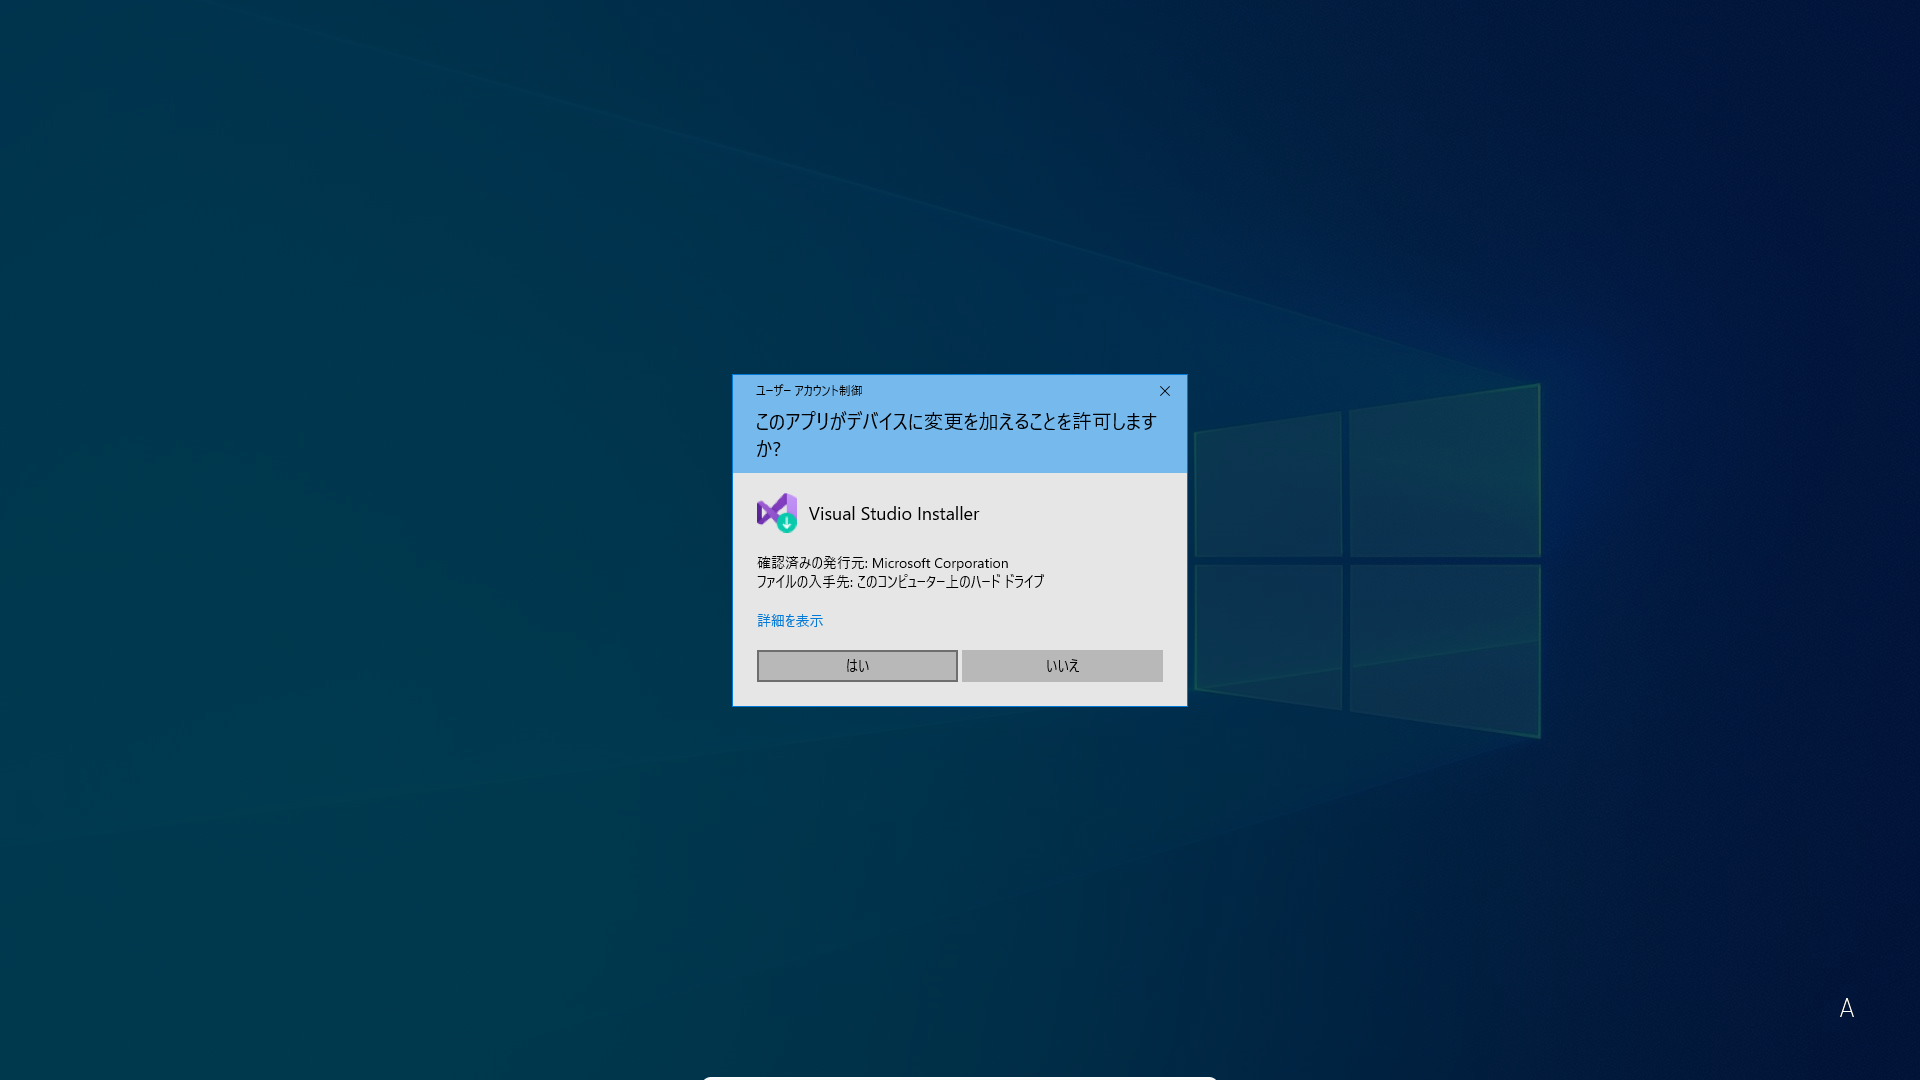 ユーザー アカウント制御
このアプリがデバイスに変更を加えることを許可します
か?
Visual Studio Installer
確認済みの発行元: Microsoft Corporation
ファイルの入手先: このコンピューター上のハード ドライブ
詳細を表示
はい
いいえ
A